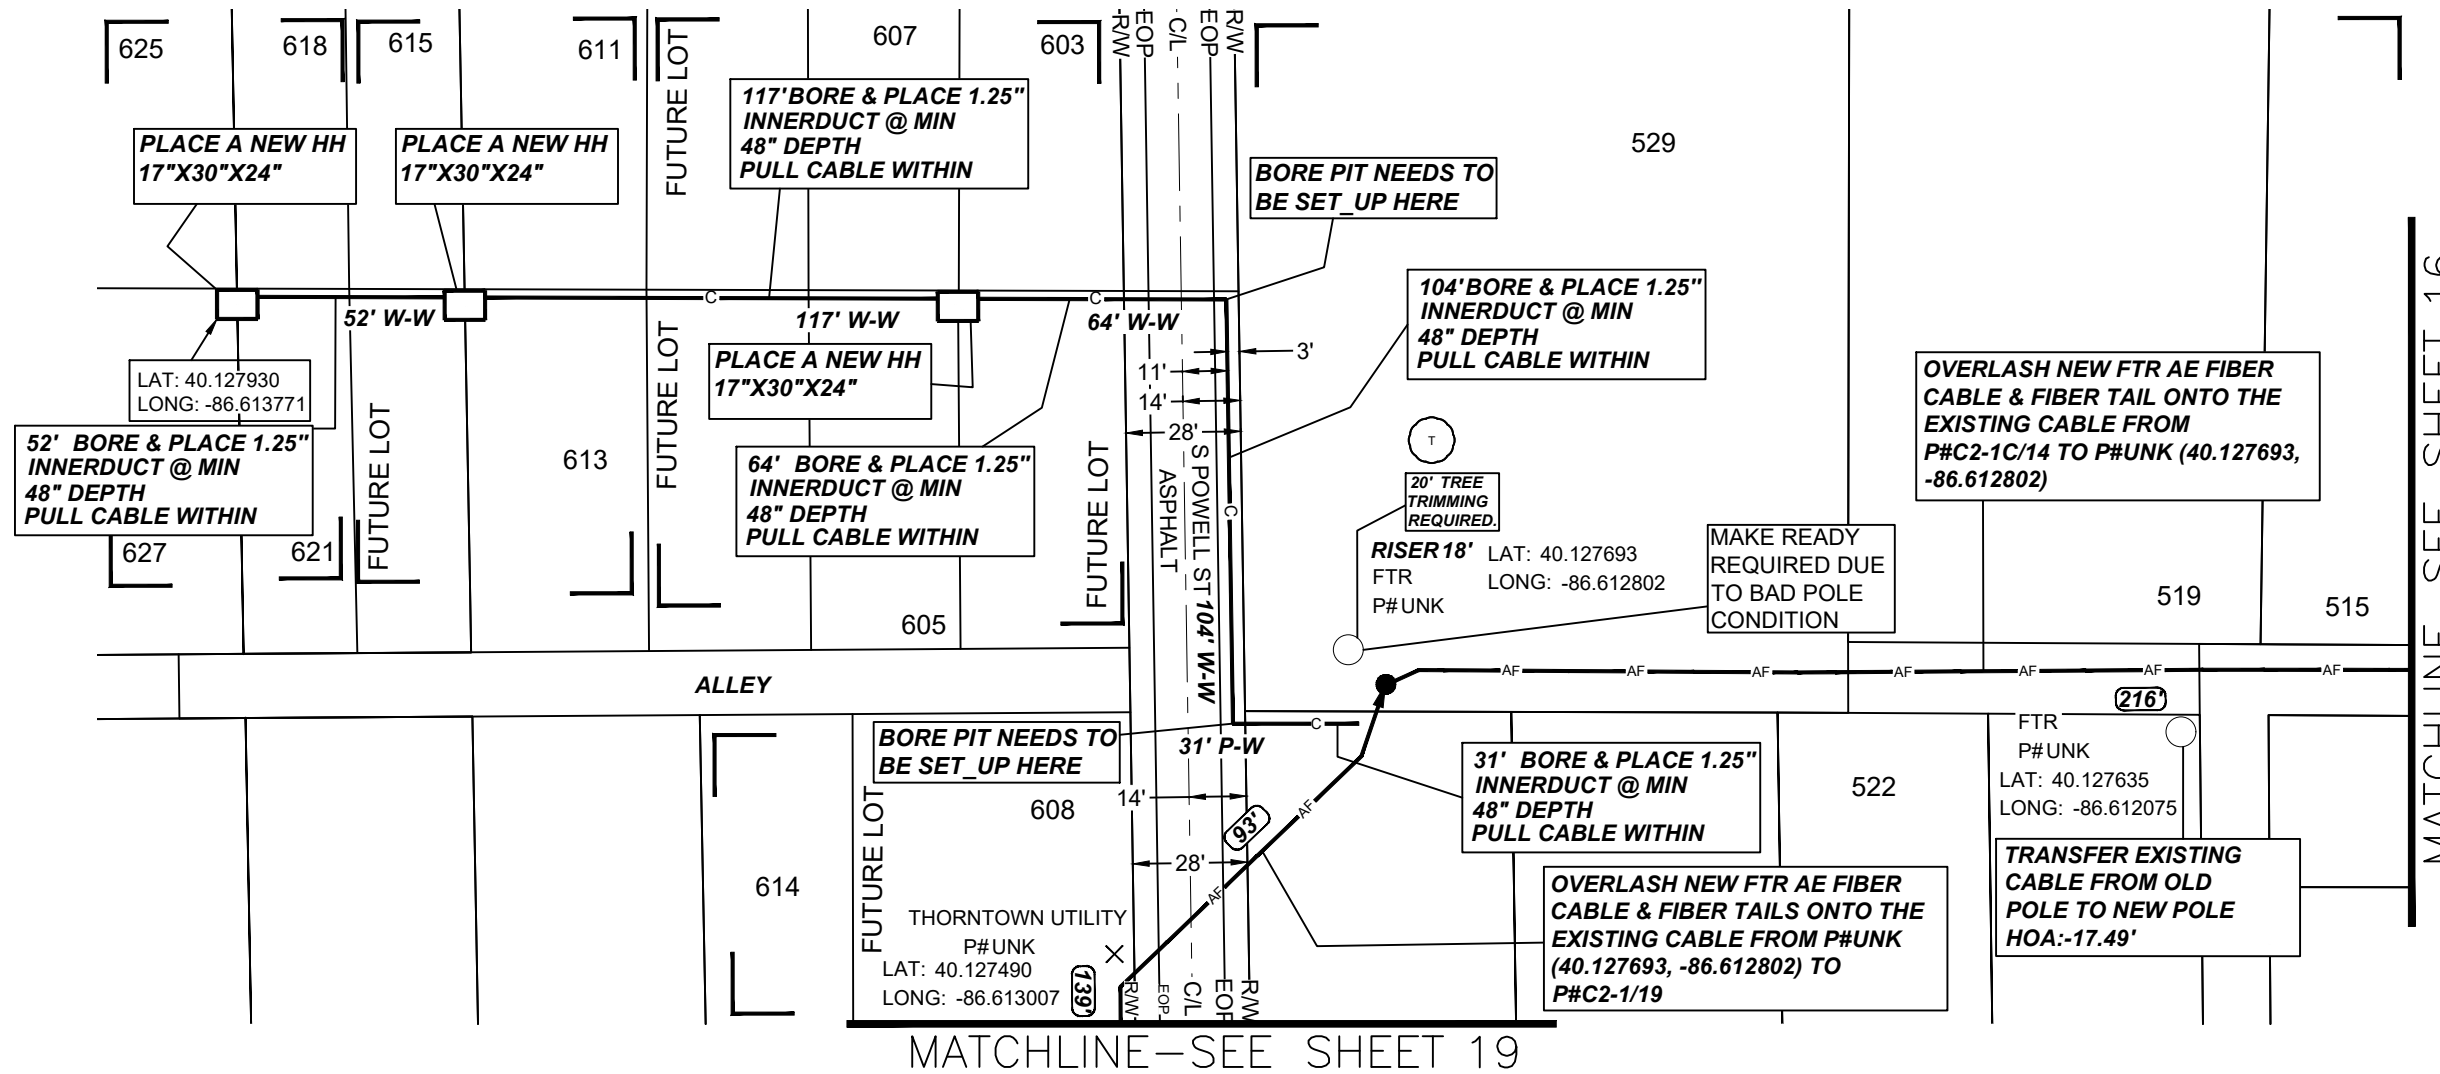 625
618
615
611
FUTURE LOT
607
603
R/W
EOP
C/L
EOP
R/W
117' BORE & PLACE 1.25"
INNERDUCT @ MIN
48" DEPTH
PULL CABLE WITHIN
PLACE A NEW HH
17"X30"X24"
PLACE A NEW HH
17"X30"X24"
529
BORE PIT NEEDS TO
BE SET_UP HERE
104' BORE & PLACE 1.25"
INNERDUCT @ MIN
48" DEPTH
PULL CABLE WITHIN
MATCHLINE SEE SHEET 16
C
C
52' W-W
117' W-W
64' W-W
3'
11'
14'
28'
LAT: 40.127930
LONG: -86.613771
PLACE A NEW HH
17"X30"X24"
FUTURE LOT
FUTURE LOT
FUTURE LOT
52' BORE & PLACE 1.25"
INNERDUCT @ MIN
48" DEPTH
PULL CABLE WITHIN
64' BORE & PLACE 1.25"
INNERDUCT @ MIN
48" DEPTH
PULL CABLE WITHIN
613
627
621
605
ASPHALT
S POWELL ST
104' W-W
C
T
20' TREE
TRIMMING
REQUIRED.
RISER 18'
FTR
P#UNK
LAT: 40.127693
LONG: -86.612802
MAKE READY
REQUIRED DUE
TO BAD POLE
CONDITION
OVERLASH NEW FTR AE FIBER
CABLE & FIBER TAIL ONTO THE
EXISTING CABLE FROM
P#C2-1C/14 TO P#UNK (40.127693,
-86.612802)
519
515
ALLEY
AF
AF
AF
AF
AF
AF
AF
216'
BORE PIT NEEDS TO
BE SET_UP HERE
31' P-W
C
31' BORE & PLACE 1.25"
INNERDUCT @ MIN
48" DEPTH
PULL CABLE WITHIN
522
FTR
P#UNK
LAT: 40.127635
LONG: -86.612075
TRANSFER EXISTING
CABLE FROM OLD
POLE TO NEW POLE
HOA:-17.49'
14'
28'
93'
AF
AF
608
614
FUTURE LOT
THORNTOWN UTILITY
P#UNK
LAT: 40.127490
LONG: -86.613007
139'
OVERLASH NEW FTR AE FIBER
CABLE & FIBER TAILS ONTO THE
EXISTING CABLE FROM P#UNK
(40.127693, -86.612802) TO
P#C2-1/19
R/W
EOP
C/L
EOP
R/W
MATCHLINE-SEE SHEET 19